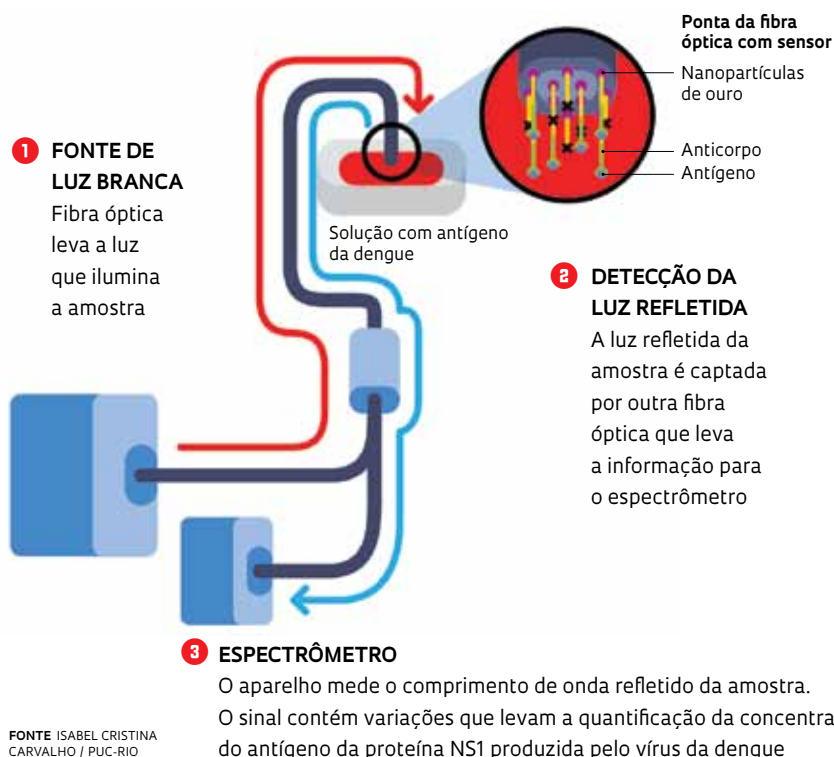 Ponta da fibra
óptica com sensor
Nanopartículas
de ouro
Anticorpo
Antígeno
1 FONTE DE
LUZ BRANCA
Fibra óptica
leva a luz
que ilumina
a amostra
Solução com antígeno
da dengue
2 DETECÇÃO DA
LUZ REFLETIDA
A luz refletida da
amostra é captada
por outra fibra
óptica que leva
a informação para
o espectrômetro
3 ESPECTRÔMETRO
O aparelho mede o comprimento de onda refletido da amostra.
O sinal contém variações que levam a quantificação da concentra
do antígeno da proteína NS1 produzida pelo vírus da dengue
FONTE ISABEL CRISTINA
CARVALHO / PUC-RIO